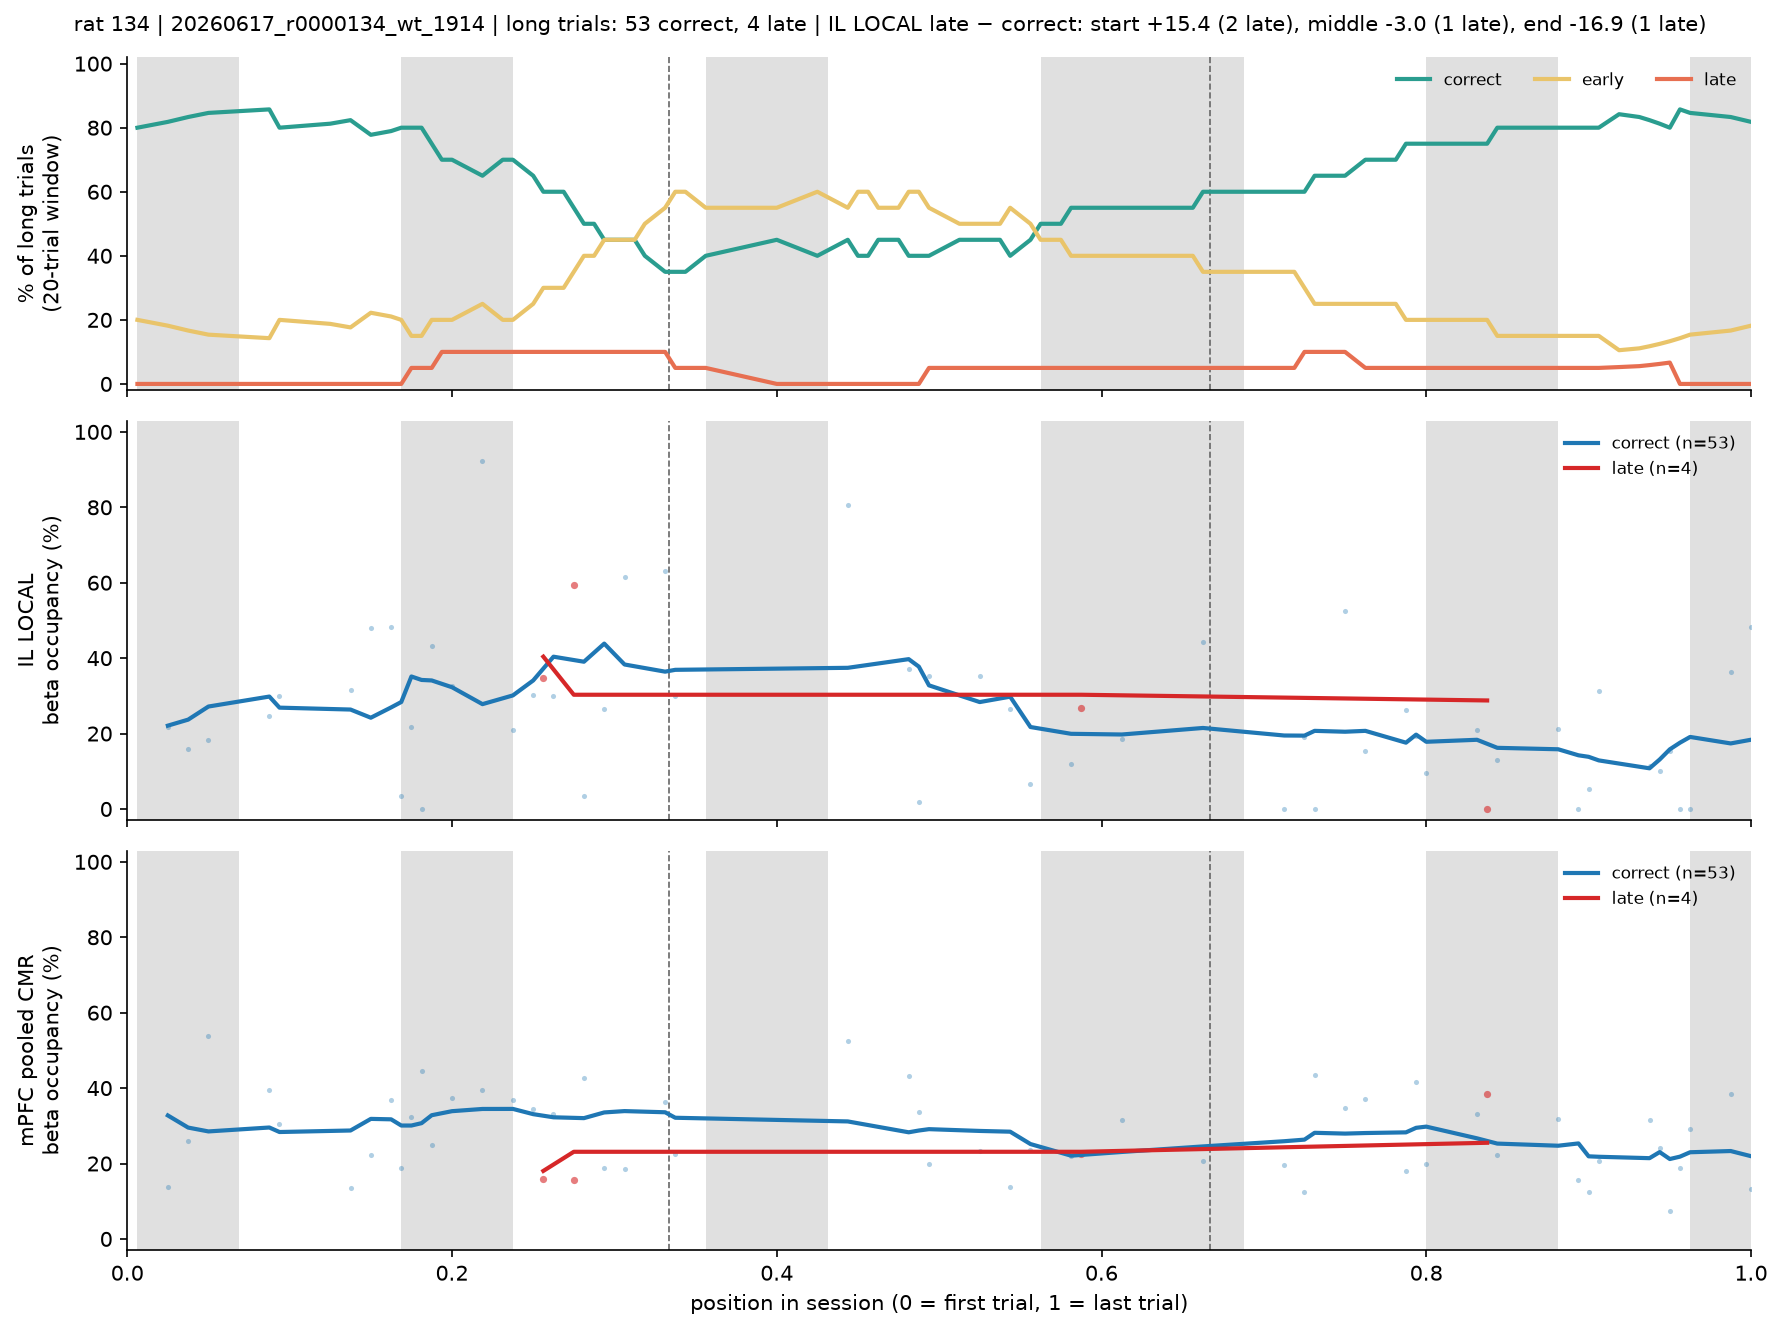 rat 134 | 20260617_r0000134_wt_1914 | long trials: 53 correct, 4 late | IL LOCAL late − correct: start +15.4 (2 late), middle -3.0 (1 late), end -16.9 (1 late)
% of long trials
(20-trial window)
100
80
60
40
20
0
correct
early
late
IL LOCAL
beta occupancy (%)
100
80
60
40
20
0
correct (n=53)
late (n=4)
mPFC pooled CMR
beta occupancy (%)
100
80
60
40
20
0
correct (n=53)
late (n=4)
0.0 0.2 0.4 0.6 0.8 1.0
position in session (0 = first trial, 1 = last trial)